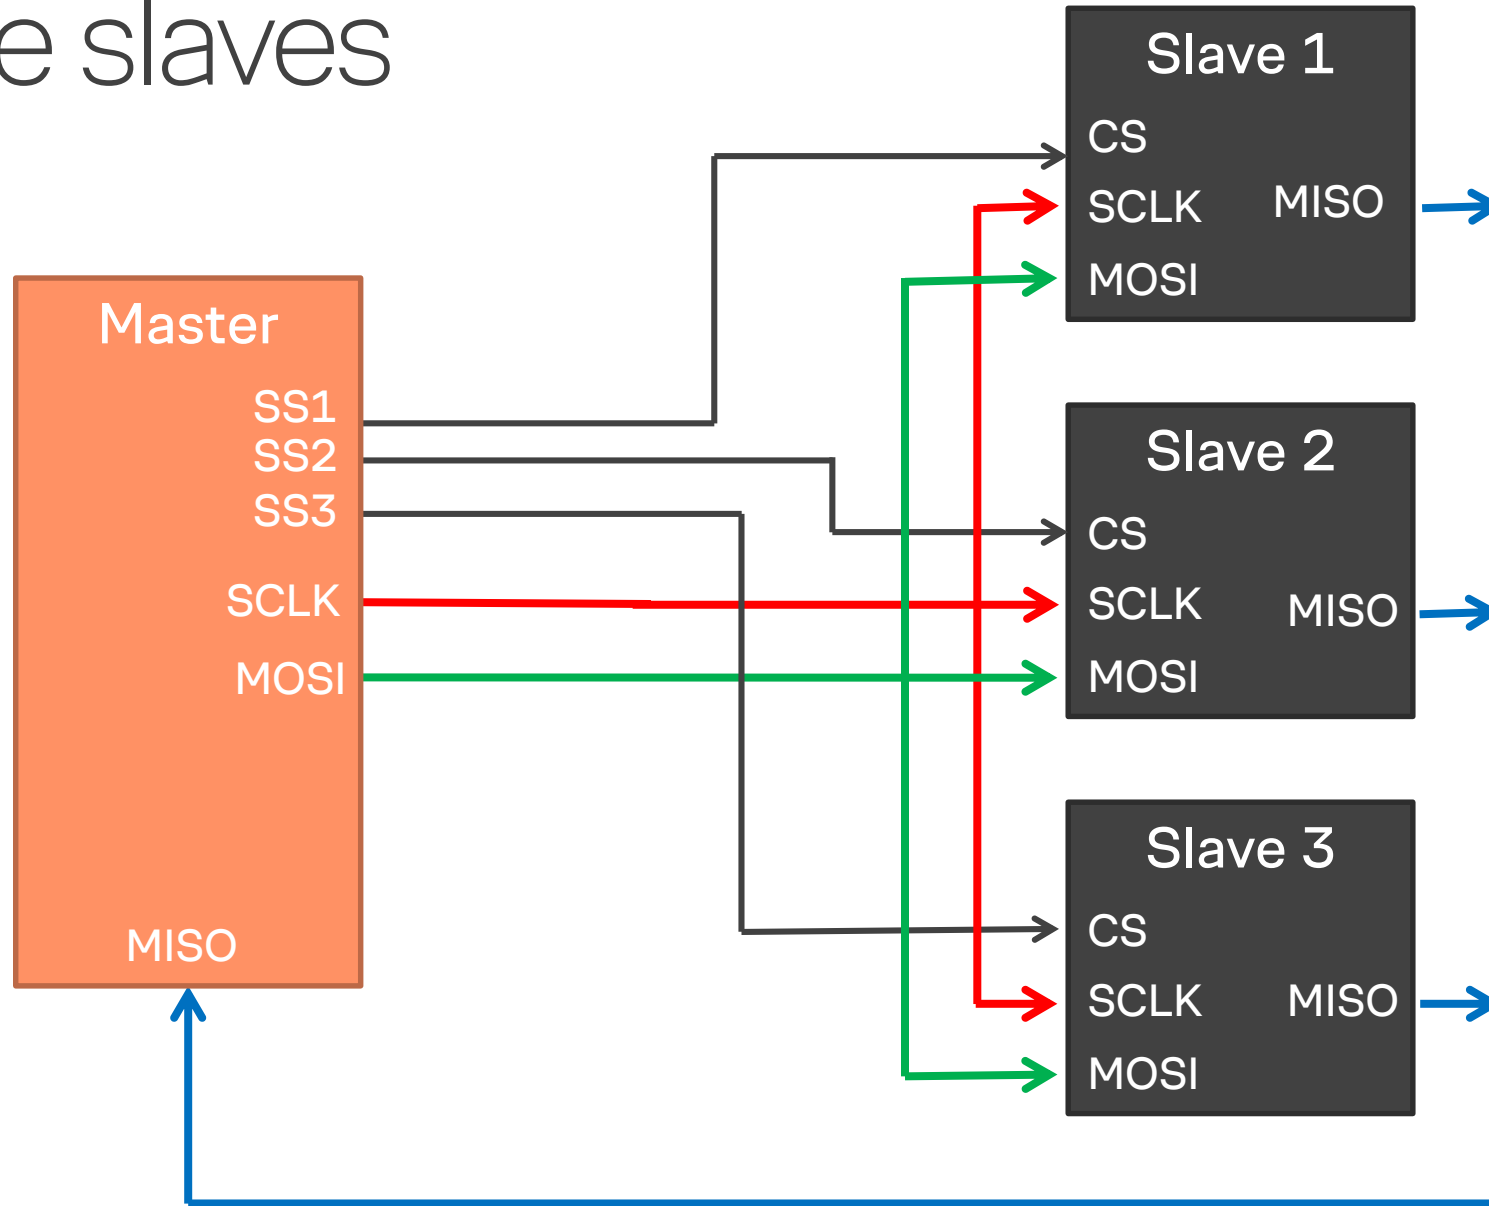 e slaves
Master
SS1
SS2
SS3
SCLK
MOSI
MISO
Slave 1
CS
SCLK MISO
MOSI
Slave 2
CS
SCLK MISO
MOSI
Slave 3
CS
SCLK MISO
MOSI